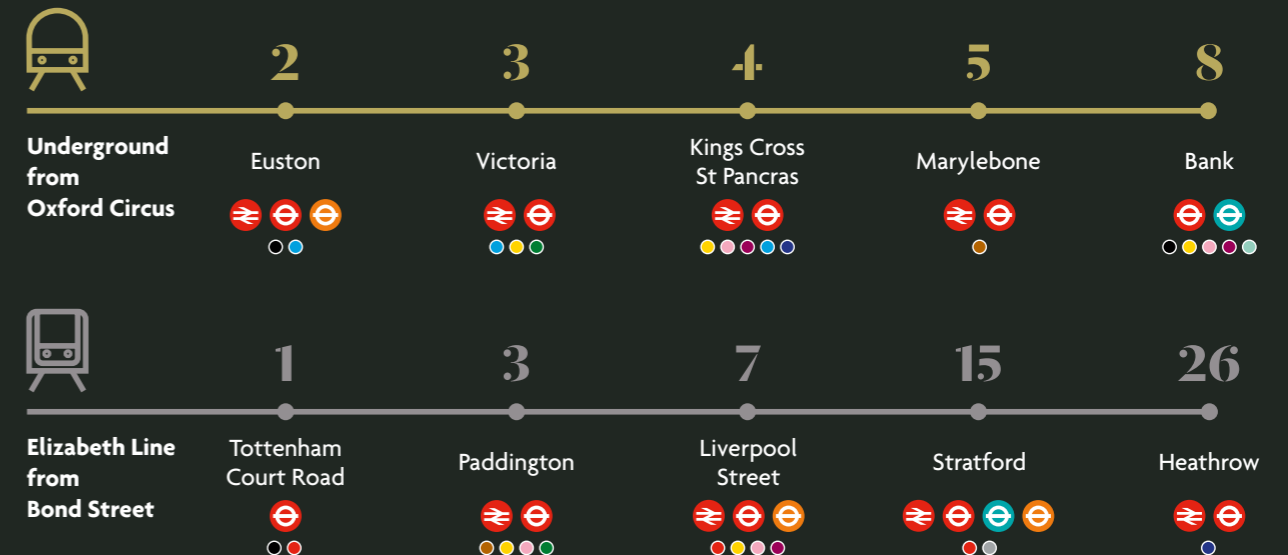 2 3 4 5 8
Underground
from
Oxford Circus
Euston
Victoria
Kings Cross
St Pancras
Marylebone
Bank
1 3 7 15 26
Elizabeth Line
from
Bond Street
Tottenham
Court Road
Paddington
Liverpool
Street
Stratford
Heathrow